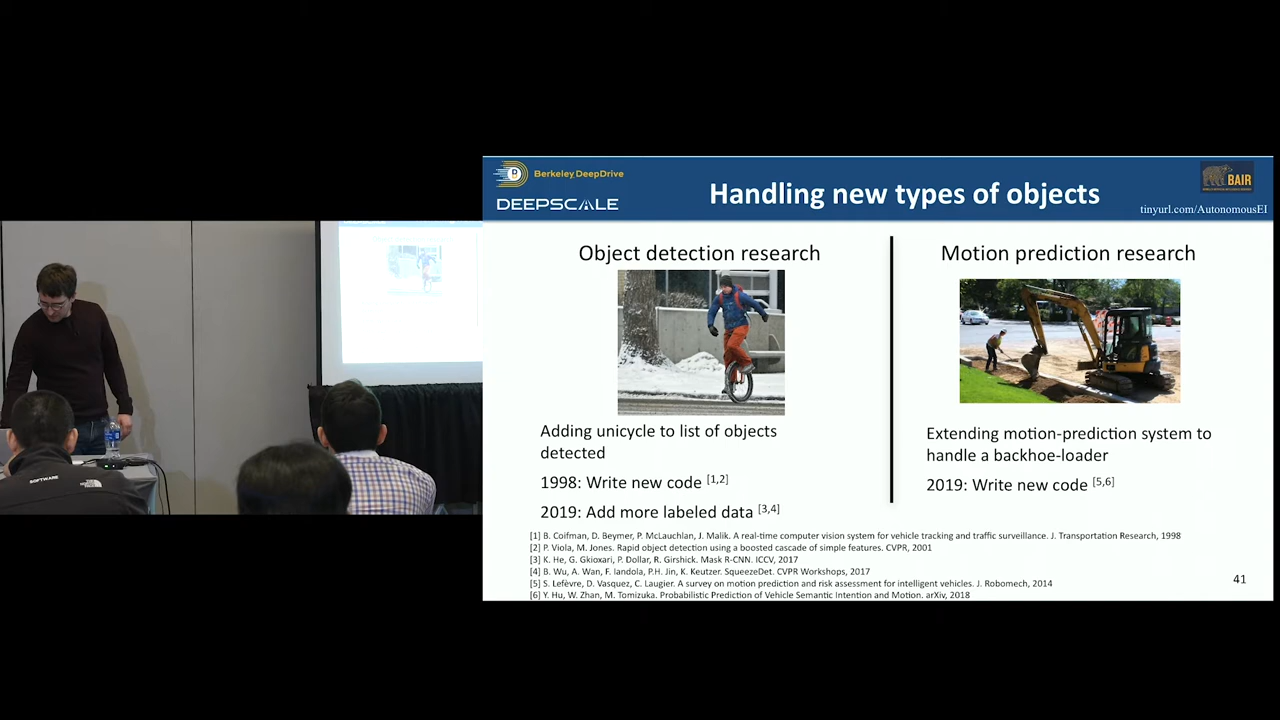 Berkeley DeepDrive
DEEPSCALE
Handling new types of objects
BAIR
tinyurl.com/AutonomousEI
Object detection research
Motion prediction research
Adding unicycle to list of objects
detected
1998: Write new code [1,2]
2019: Add more labeled data [3,4]
Extending motion-prediction system to
handle a backhoe-loader
2019: Write new code [5,6]
[1] B. Coifman, D. Beymer, P. McLauchlan, J. Malik. A real-time computer vision system for vehicle tracking and traffic surveillance. J. Transportation Research, 1998
[2] P. Viola, M. Jones. Rapid object detection using a boosted cascade of simple features. CVPR, 2001
[3] K. He, G. Gkioxari, P. Dollar, R. Girshick. Mask R-CNN. ICCV, 2017
[4] B. Wu, A. Wan, F. Iandola, P.H. Jin, K. Keutzer. SqueezeDet. CVPR Workshops, 2017
[5] S. Lefèvre, D. Vasquez, C. Laugier. A survey on motion prediction and risk assessment for intelligent vehicles. J. Robomech, 2014
[6] Y. Hu, W. Zhan, M. Tomizuka. Probabilistic Prediction of Vehicle Semantic Intention and Motion. arXiv, 2018
41
SOFTWARE